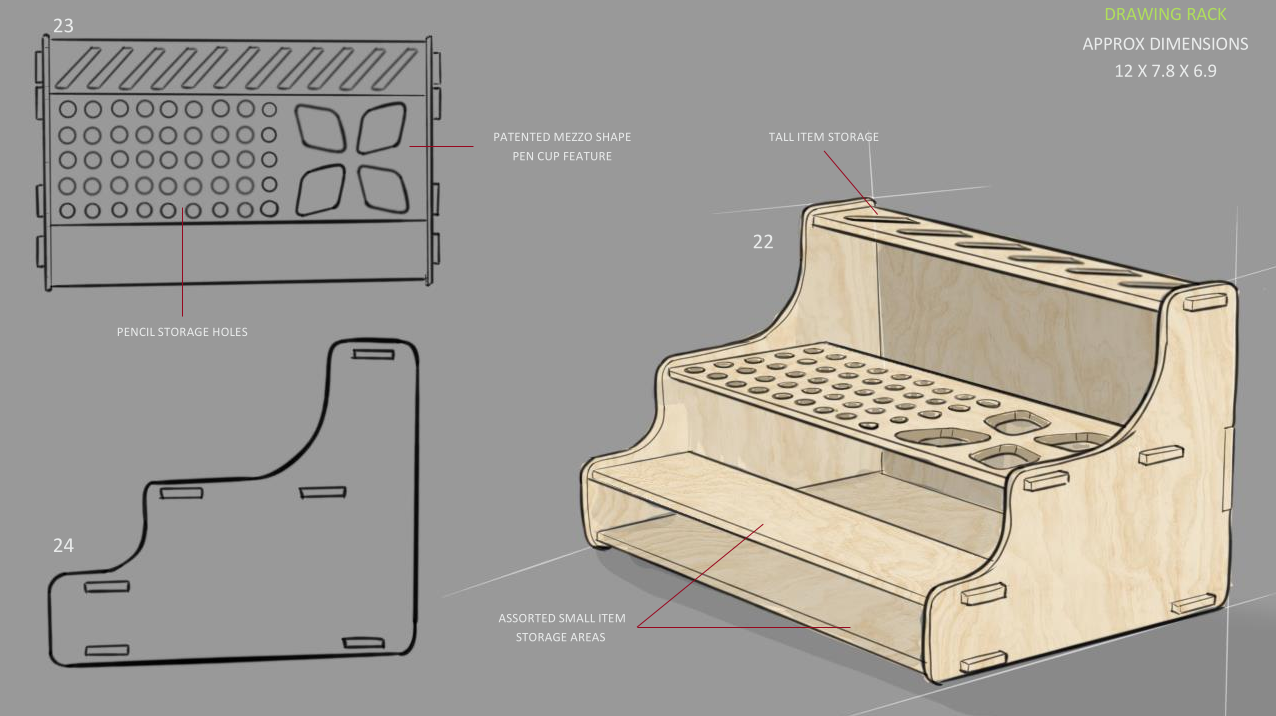 23
DRAWING RACK
APPROX DIMENSIONS
12 X 7.8 X 6.9
PATENTED MEZZO SHAPE
PEN CUP FEATURE
TALL ITEM STORAGE
22
PENCIL STORAGE HOLES
24
ASSORTED SMALL ITEM
STORAGE AREAS